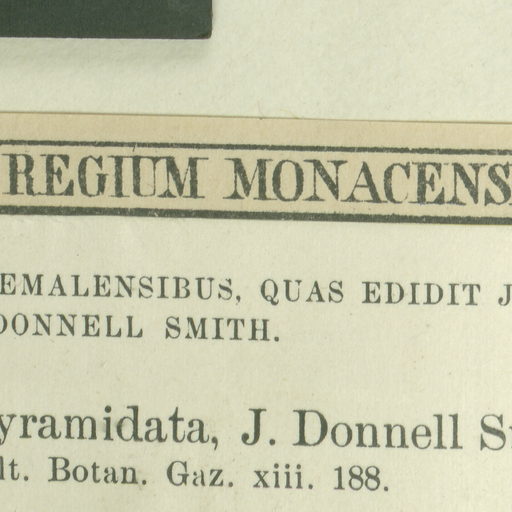 REGIUM MONACENS
EMALENSIBUS, QUAS EDIDIT J
DONNELL SMITH.
yramidata, J. Donnell S
lt. Botan. Gaz. xiii. 188.